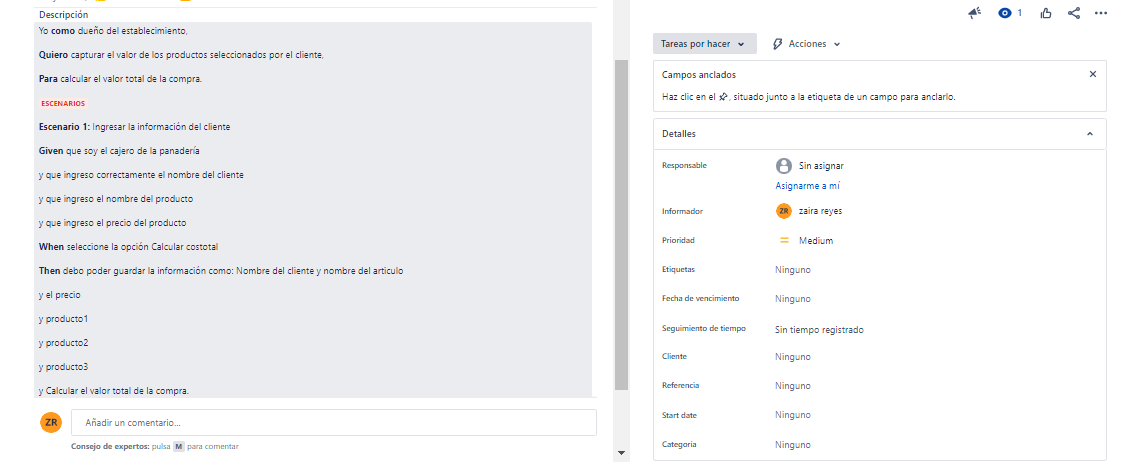 Descripción
Yo como dueño del establecimiento,
Quiero capturar el valor de los productos seleccionados por el cliente,
Para calcular el valor total de la compra.
ESCENARIOS
Escenario 1: Ingresar la información del cliente
Given que soy el cajero de la panadería
y que ingreso correctamente el nombre del cliente
y que ingreso el nombre del producto
y que ingreso el precio del producto
When seleccione la opción Calcular costotal
Then debo poder guardar la información como: Nombre del cliente y nombre del articulo
y el precio
y producto1
y producto2
y producto3
y Calcular el valor total de la compra.
ZR
Añadir un comentario...
Consejo de expertos: pulsa M para comentar
1
Tareas por hacer
Acciones
Campos anclados
Haz clic en el , situado junto a la etiqueta de un campo para anclarlo.
Detalles
Responsable Sin asignar
Asignarme a mí
Informador ZR zaira reyes
Prioridad Medium
Etiquetas Ninguno
Fecha de vencimiento Ninguno
Seguimiento de tiempo Sin tiempo registrado
Cliente Ninguno
Referencia Ninguno
Start date Ninguno
Categoria Ninguno